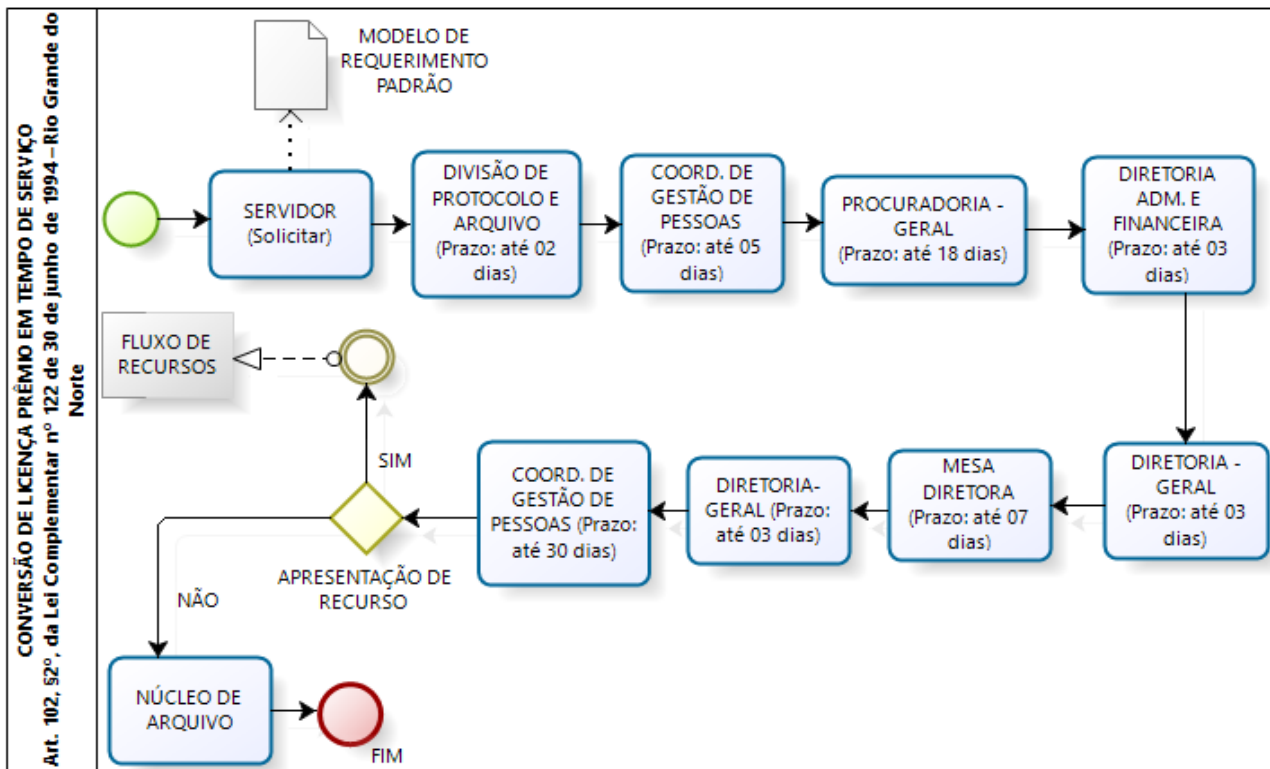 CONVERSÃO DE LICENÇA PRÊMIO EM TEMPO DE SERVIÇO
Art. 102, §2º, da Lei Complementar nº 122 de 30 de junho de 1994 – Rio Grande do
Norte
MODELO DE
REQUERIMENTO
PADRÃO
SERVIDOR
(Solicitar)
DIVISÃO DE
PROTOCOLO E
ARQUIVO
(Prazo: até 02
dias)
COORD. DE
GESTÃO DE
PESSOAS
(Prazo: até 05
dias)
PROCURADORIA -
GERAL
(Prazo: até 18 dias)
DIRETORIA
ADM. E
FINANCEIRA
(Prazo: até 03
dias)
DIRETORIA -
GERAL
(Prazo: até 03
dias)
MESA
DIRETORA
(Prazo: até 07
dias)
DIRETORIA-
GERAL (Prazo:
até 03 dias)
COORD. DE
GESTÃO DE
PESSOAS (Prazo:
até 30 dias)
APRESENTAÇÃO DE
RECURSO
SIM
FLUXO DE
RECURSOS
NÃO
NÚCLEO DE
ARQUIVO
FIM